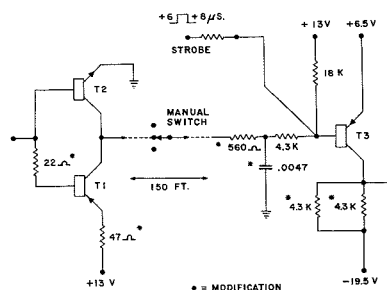 +6 +8 μS.
STROBE
+13V
+6.5V
18 K
T2
MANUAL
SWITCH
T3
22 Ω *
560 Ω
*
4.3 K
* .0047
T1
150 FT.
* 4.3 K
* 4.3 K
47 Ω *
+13 V
-19.5V
• = MODIFICATION